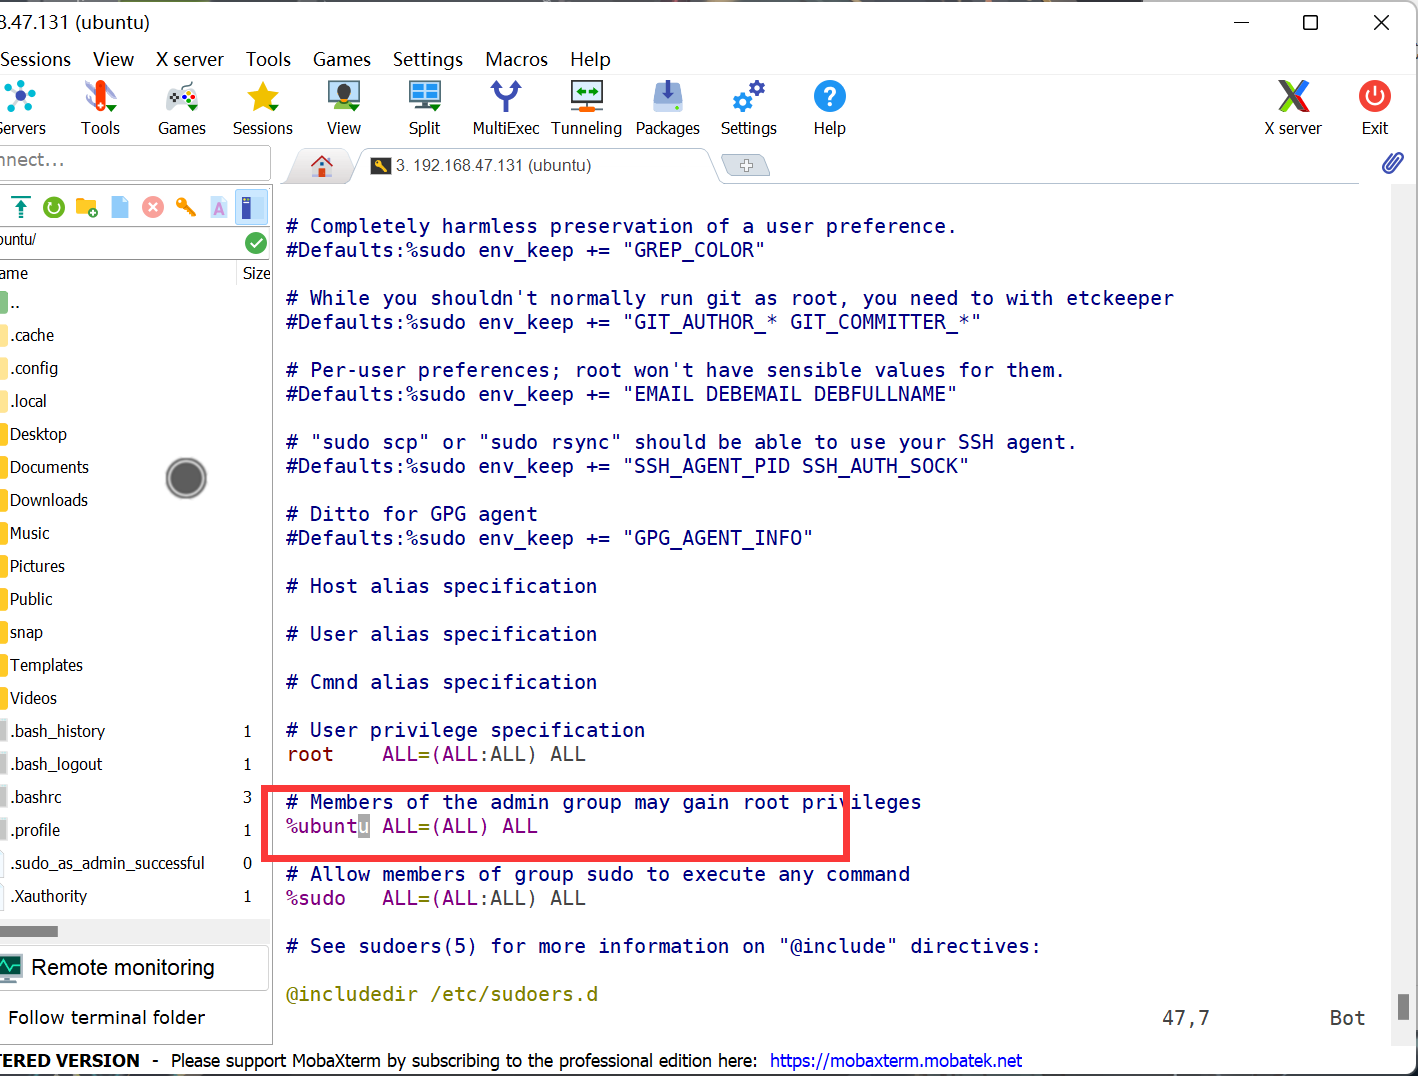 8.47.131 (ubuntu)
Sessions View X server Tools Games Settings Macros Help
Servers Tools Games Sessions View Split MultiExec Tunneling Packages Settings Help X server Exit
nnect...
3. 192.168.47.131 (ubuntu)
buntu/
ame Size
..
.cache
.config
.local
Desktop
Documents
Downloads
Music
Pictures
Public
snap
Templates
Videos
.bash_history 1
.bash_logout 1
.bashrc 3
.profile 1
.sudo_as_admin_successful 0
.Xauthority 1
Remote monitoring
Follow terminal folder
# Completely harmless preservation of a user preference.
#Defaults:%sudo env_keep += "GREP_COLOR"
# While you shouldn't normally run git as root, you need to with etckeeper
#Defaults:%sudo env_keep += "GIT_AUTHOR_* GIT_COMMITTER_*"
# Per-user preferences; root won't have sensible values for them.
#Defaults:%sudo env_keep += "EMAIL DEBEMAIL DEBFULLNAME"
# "sudo scp" or "sudo rsync" should be able to use your SSH agent.
#Defaults:%sudo env_keep += "SSH_AGENT_PID SSH_AUTH_SOCK"
# Ditto for GPG agent
#Defaults:%sudo env_keep += "GPG_AGENT_INFO"
# Host alias specification
# User alias specification
# Cmnd alias specification
# User privilege specification
root ALL=(ALL:ALL) ALL
# Members of the admin group may gain root privileges
%ubuntu ALL=(ALL) ALL
# Allow members of group sudo to execute any command
%sudo ALL=(ALL:ALL) ALL
# See sudoers(5) for more information on "@include" directives:
@includedir /etc/sudoers.d
47,7 Bot
TERED VERSION - Please support MobaXterm by subscribing to the professional edition here: https://mobaxterm.mobatek.net